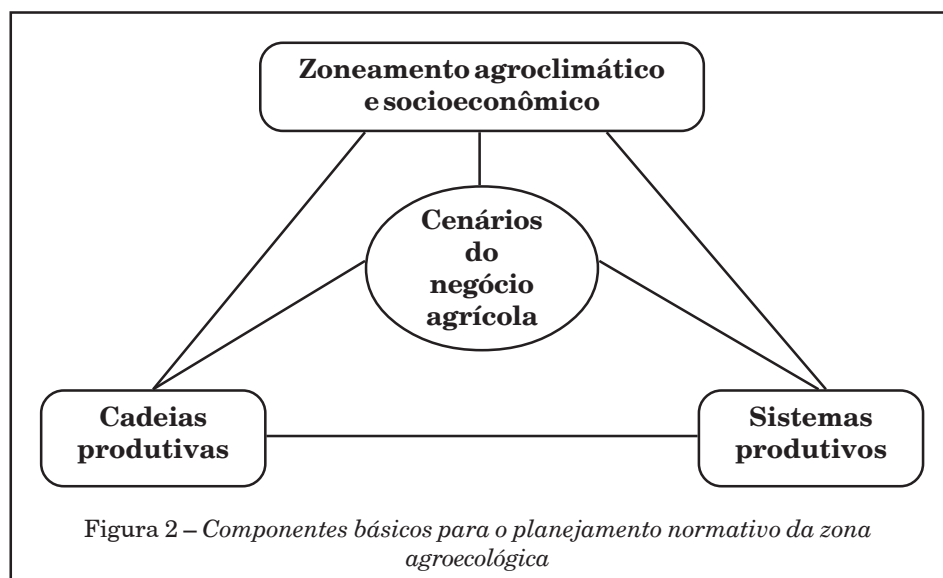 Zoneamento agroclimático
e socioeconômico
Cenários
do
negócio
agrícola
Cadeias
produtivas
Sistemas
produtivos
Figura 2 – Componentes básicos para o planejamento normativo da zona
agroecológica